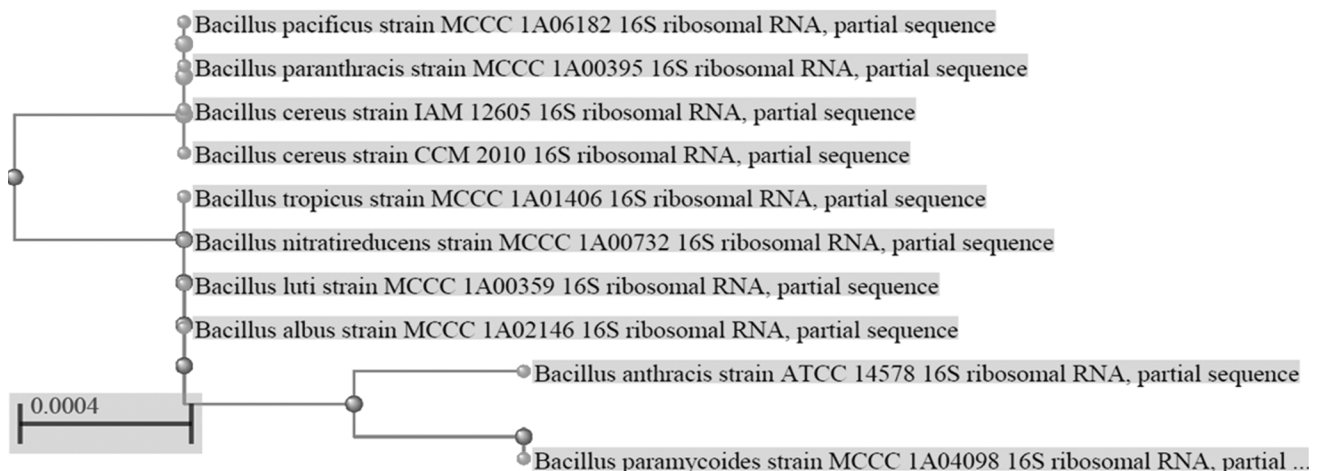 Bacillus pacificus strain MCCC 1A06182 16S ribosomal RNA, partial sequence
Bacillus paranthracis strain MCCC 1A00395 16S ribosomal RNA, partial sequence
Bacillus cereus strain IAM 12605 16S ribosomal RNA, partial sequence
Bacillus cereus strain CCM 2010 16S ribosomal RNA, partial sequence
Bacillus tropicus strain MCCC 1A01406 16S ribosomal RNA, partial sequence
Bacillus nitratireducens strain MCCC 1A00732 16S ribosomal RNA, partial sequence
Bacillus luti strain MCCC 1A00359 16S ribosomal RNA, partial sequence
Bacillus albus strain MCCC 1A02146 16S ribosomal RNA, partial sequence
Bacillus anthracis strain ATCC 14578 16S ribosomal RNA, partial sequence
0.0004
Bacillus paramycoides strain MCCC 1A04098 16S ribosomal RNA, partial ...